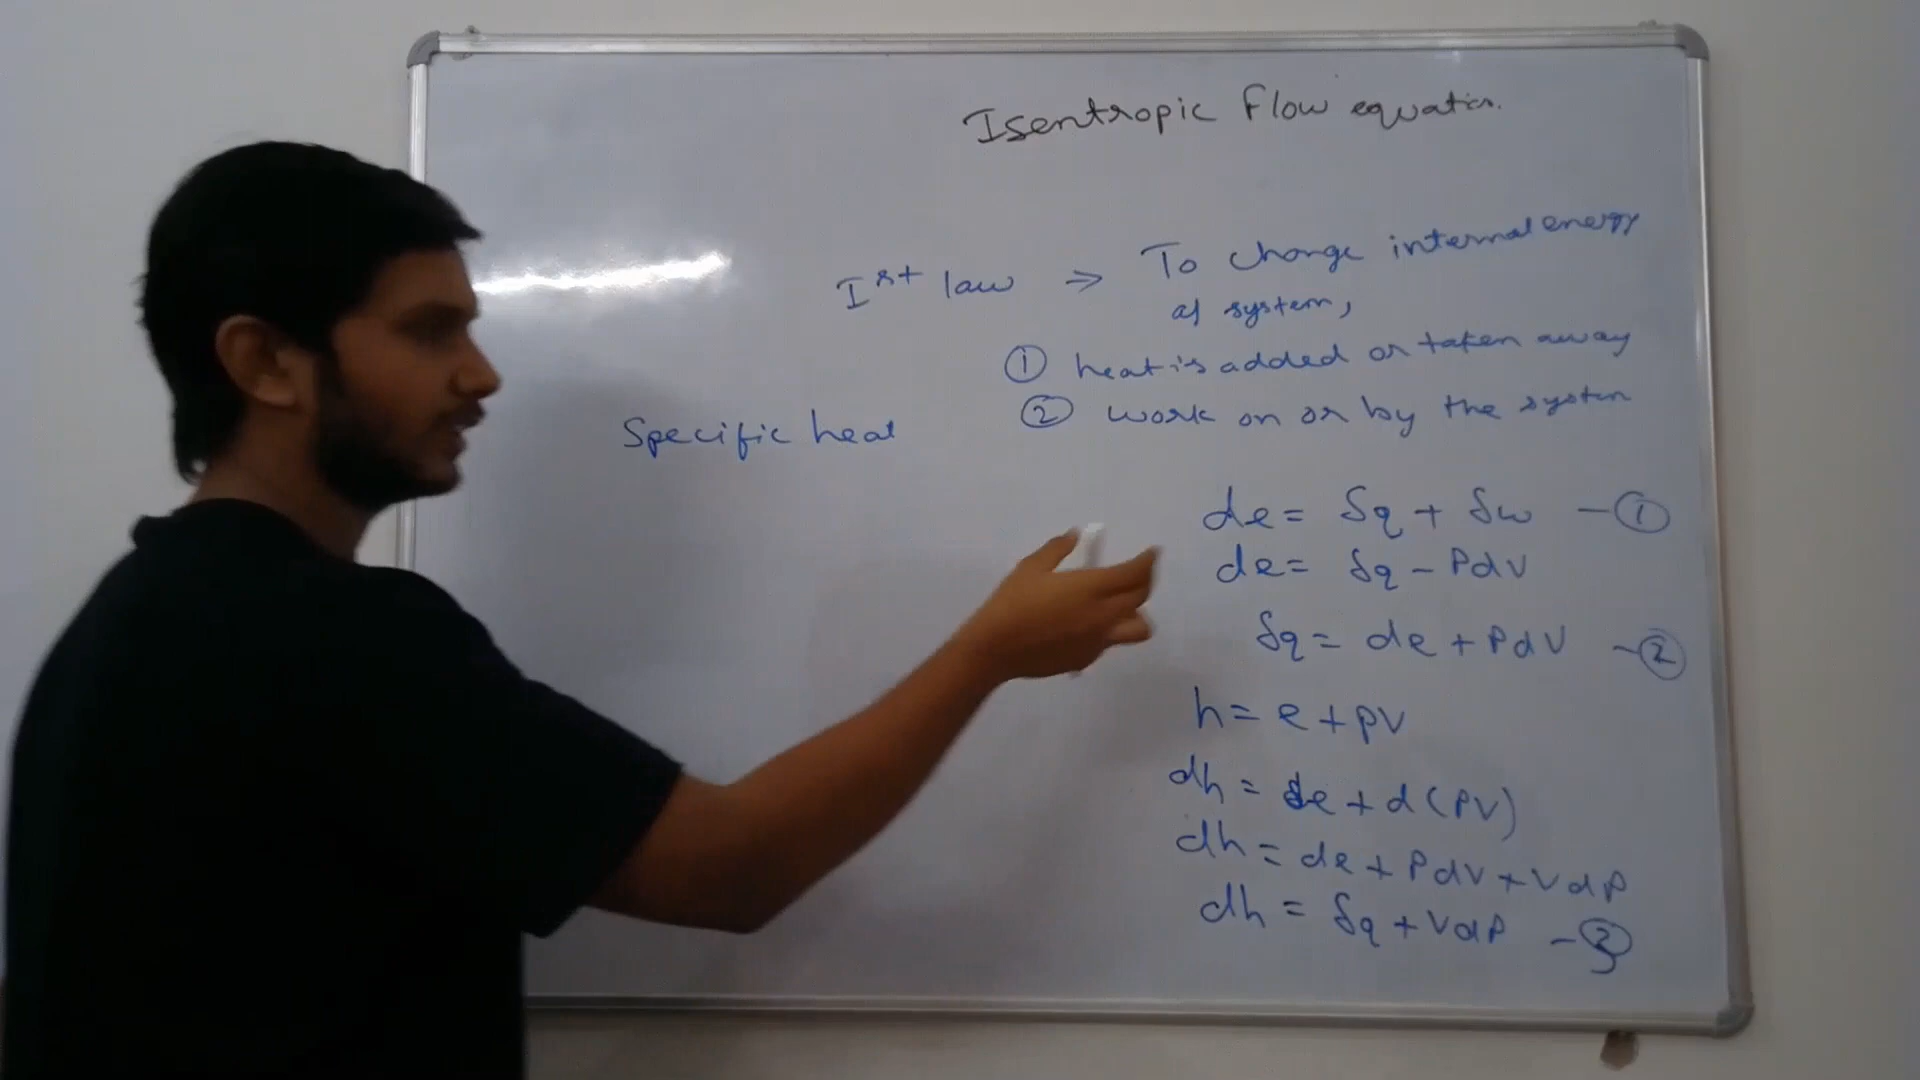 Isentropic Flow equation.
Ist law ⇒ To change internal energy
of system,
① heat is added or taken away
② work on or by the system
Specific heat
de = δq + δw - ①
de = δq - PdV
δq = de + PdV - ②
h = e + PV
dh = de + d(PV)
dh = de + PdV + VdP
dh = δq + VdP - ③